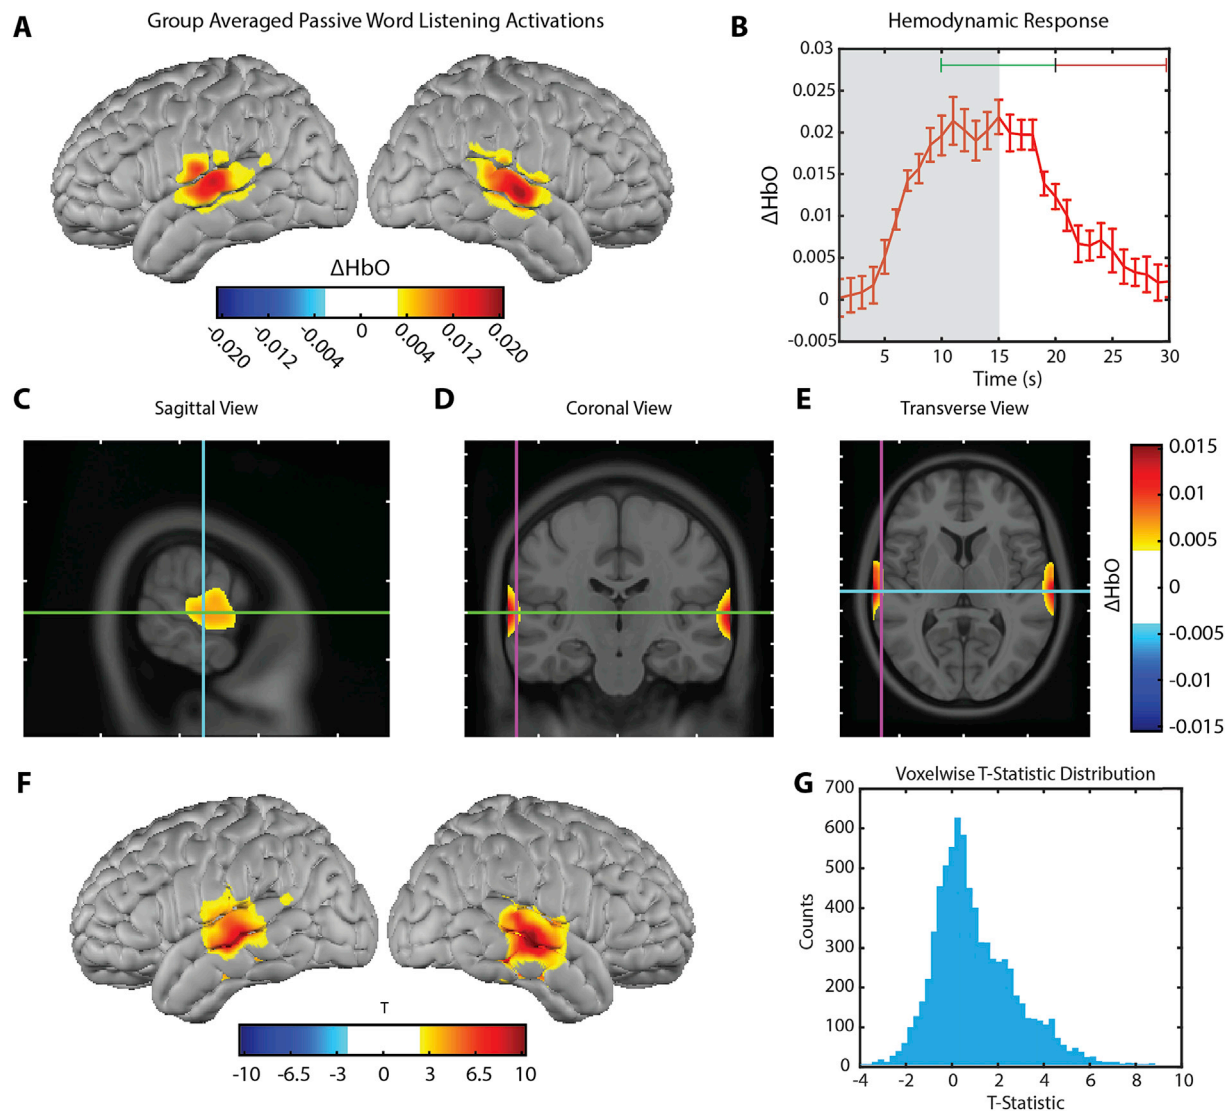 A
Group Averaged Passive Word Listening Activations
ΔHbO
-0.020
-0.012
-0.004
0
0.004
0.012
0.020
B
Hemodynamic Response
0.03
0.025
0.02
0.015
0.01
0.005
0
-0.005
ΔHbO
5
10
15
20
25
30
Time (s)
C
Sagittal View
D
Coronal View
E
Transverse View
0.015
0.01
0.005
0
-0.005
-0.01
-0.015
ΔHbO
F
T
-10
-6.5
-3
0
3
6.5
10
G
Voxelwise T-Statistic Distribution
700
600
500
400
300
200
100
0
Counts
-4
-2
0
2
4
6
8
10
T-Statistic